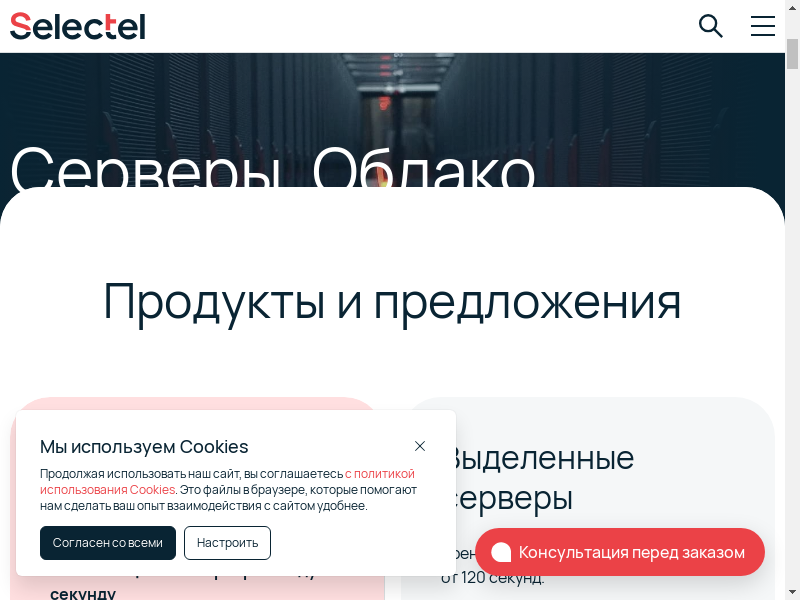 Selectel
Серверы. Облако
Продукты и предложения
Мы используем Cookies
Продолжая использовать наш сайт, вы соглашаетесь с политикой
использования Cookies. Это файлы в браузере, которые помогают
нам сделать ваш опыт взаимодействия с сайтом удобнее.
Согласен со всеми
Настроить
секунду
Выделенные
серверы
от 120 секунд.
Консультация перед заказом